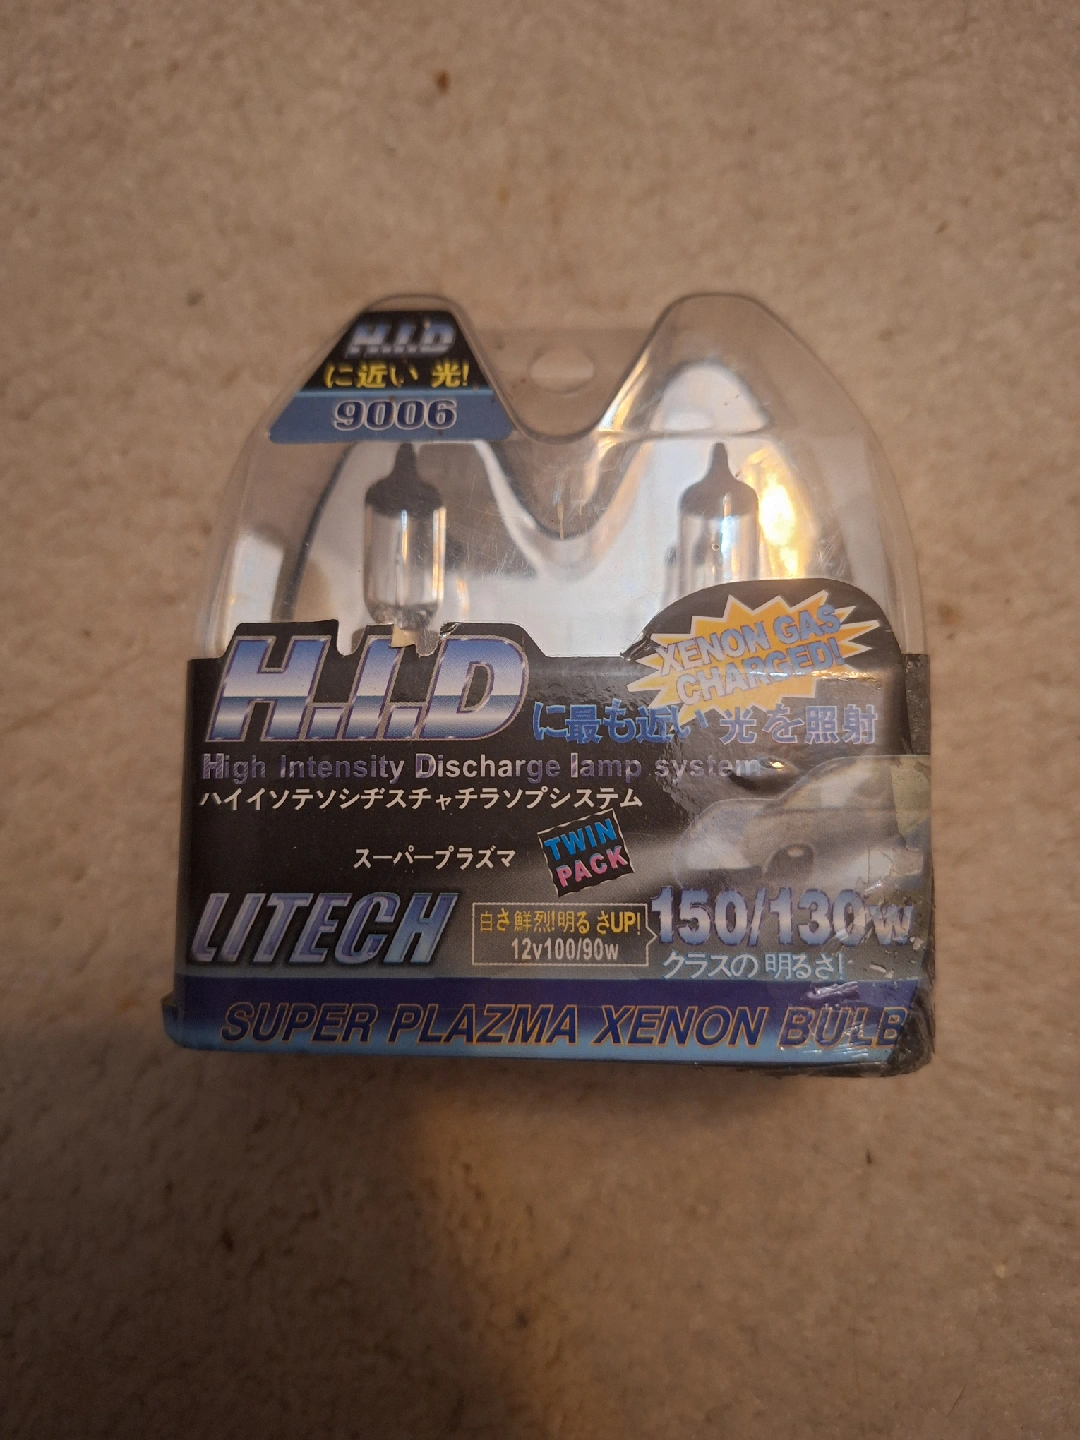 H.I.D
に近い 光!
9006
XENON GAS
CHARGED!
H.I.D に最も近い 光を照射
High Intensity Discharge lamp system
ハイイソテソシヂスチャチラソプシステム
スーパープラズマ
TWIN
PACK
LITECH
白さ鮮烈!明るさUP!
12v100/90w
150/130w
クラスの明るさ!
SUPER PLAZMA XENON BULB